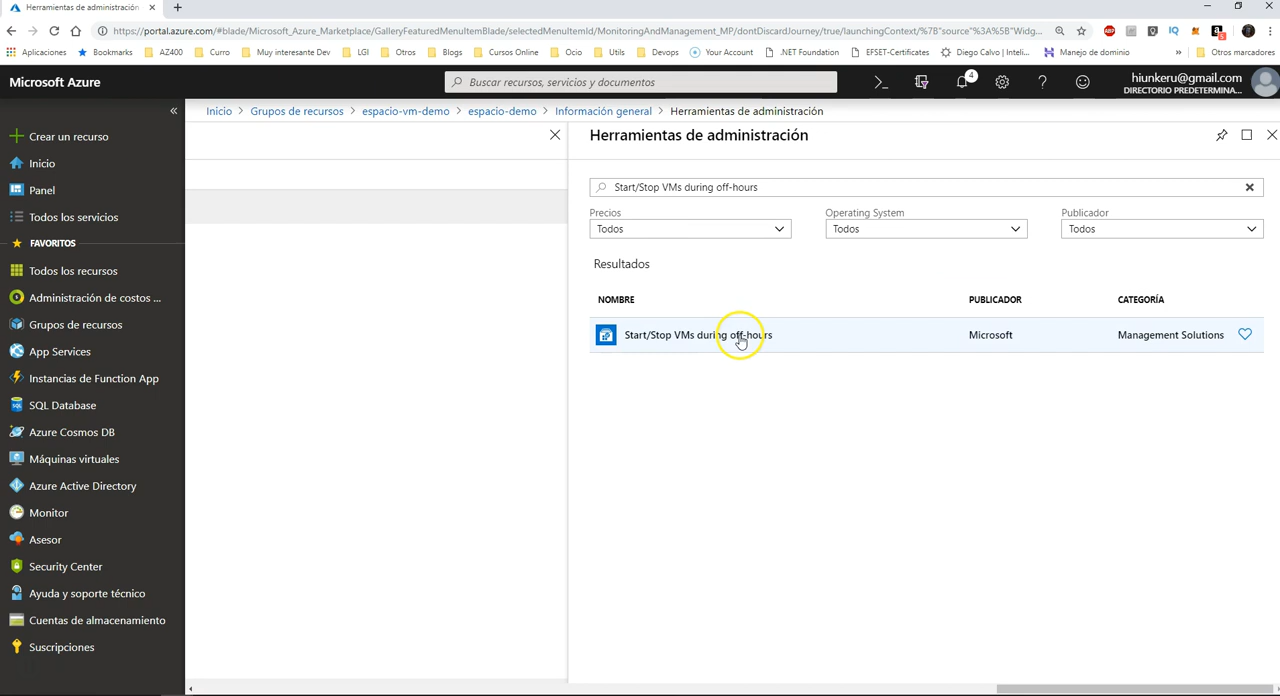 Herramientas de administración
https://portal.azure.com/#blade/Microsoft_Azure_Marketplace/GalleryFeaturedMenuItemBlade/selectedMenuItemId/MonitoringAndManagement_MP/dontDiscardJourney/true/launchingContext/%7B"source"%3A%5B"Widg...
Aplicaciones Bookmarks AZ400 Curro Muy interesante Dev LGI Otros Blogs Cursos Online Ocio Utils Devops Your Account .NET Foundation EFSET-Certificates Diego Calvo | Inteli... Manejo de dominio » Otros marcadores
Microsoft Azure
Buscar recursos, servicios y documentos
4
hiunkeru@gmail.com
DIRECTORIO PREDETERMINA...
Inicio > Grupos de recursos > espacio-vm-demo > espacio-demo > Información general > Herramientas de administración
Crear un recurso
Inicio
Panel
Todos los servicios
FAVORITOS
Todos los recursos
Administración de costos ...
Grupos de recursos
App Services
Instancias de Function App
SQL Database
Azure Cosmos DB
Máquinas virtuales
Azure Active Directory
Monitor
Asesor
Security Center
Ayuda y soporte técnico
Cuentas de almacenamiento
Suscripciones
Herramientas de administración
Start/Stop VMs during off-hours
Precios Operating System Publicador
Todos Todos Todos
Resultados
NOMBRE PUBLICADOR CATEGORÍA
Start/Stop VMs during off-hours Microsoft Management Solutions